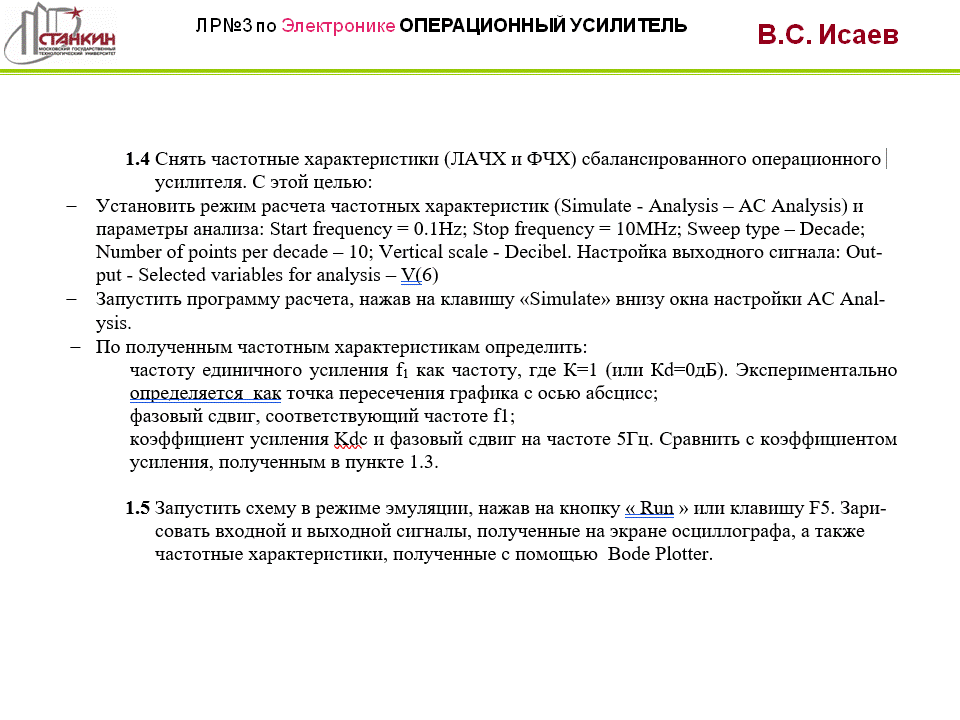 СТАНКИН
МОСКОВСКИЙ ГОСУДАРСТВЕННЫЙ
ТЕХНОЛОГИЧЕСКИЙ УНИВЕРСИТЕТ
ЛР№3 по Электронике ОПЕРАЦИОННЫЙ УСИЛИТЕЛЬ
В.С. Исаев
1.4 Снять частотные характеристики (ЛАЧХ и ФЧХ) сбалансированного операционного
усилителя. С этой целью:
– Установить режим расчета частотных характеристик (Simulate - Analysis – AC Analysis) и
параметры анализа: Start frequency = 0.1Hz; Stop frequency = 10MHz; Sweep type – Decade;
Number of points per decade – 10; Vertical scale - Decibel. Настройка выходного сигнала: Out-
put - Selected variables for analysis – V(6)
– Запустить программу расчета, нажав на клавишу «Simulate» внизу окна настройки AC Anal-
ysis.
– По полученным частотным характеристикам определить:
частоту единичного усиления f₁ как частоту, где K=1 (или Kd=0дБ). Экспериментально
определяется как точка пересечения графика с осью абсцисс;
фазовый сдвиг, соответствующий частоте f1;
коэффициент усиления Kdc и фазовый сдвиг на частоте 5Гц. Сравнить с коэффициентом
усиления, полученным в пункте 1.3.
1.5 Запустить схему в режиме эмуляции, нажав на кнопку « Run » или клавишу F5. Зари-
совать входной и выходной сигналы, полученные на экране осциллографа, а также
частотные характеристики, полученные с помощью Bode Plotter.